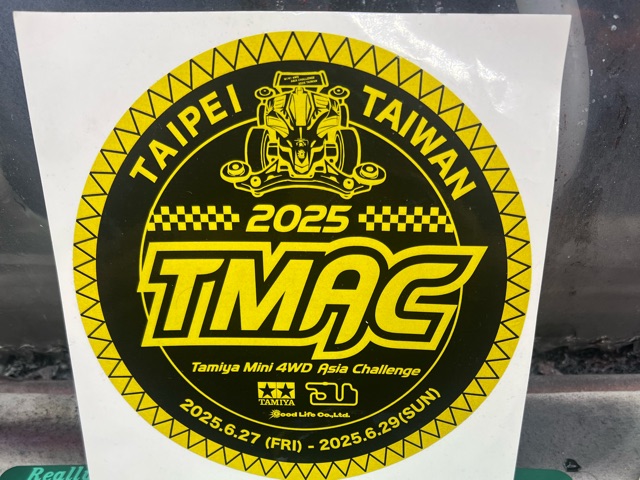 TAIPEI TAIWAN
2025
TMAC
Tamiya Mini 4WD Asia Challenge
TAMIYA
Good Life Co.,Ltd.
2025.6.27 (FRI) - 2025.6.29(SUN)
Really